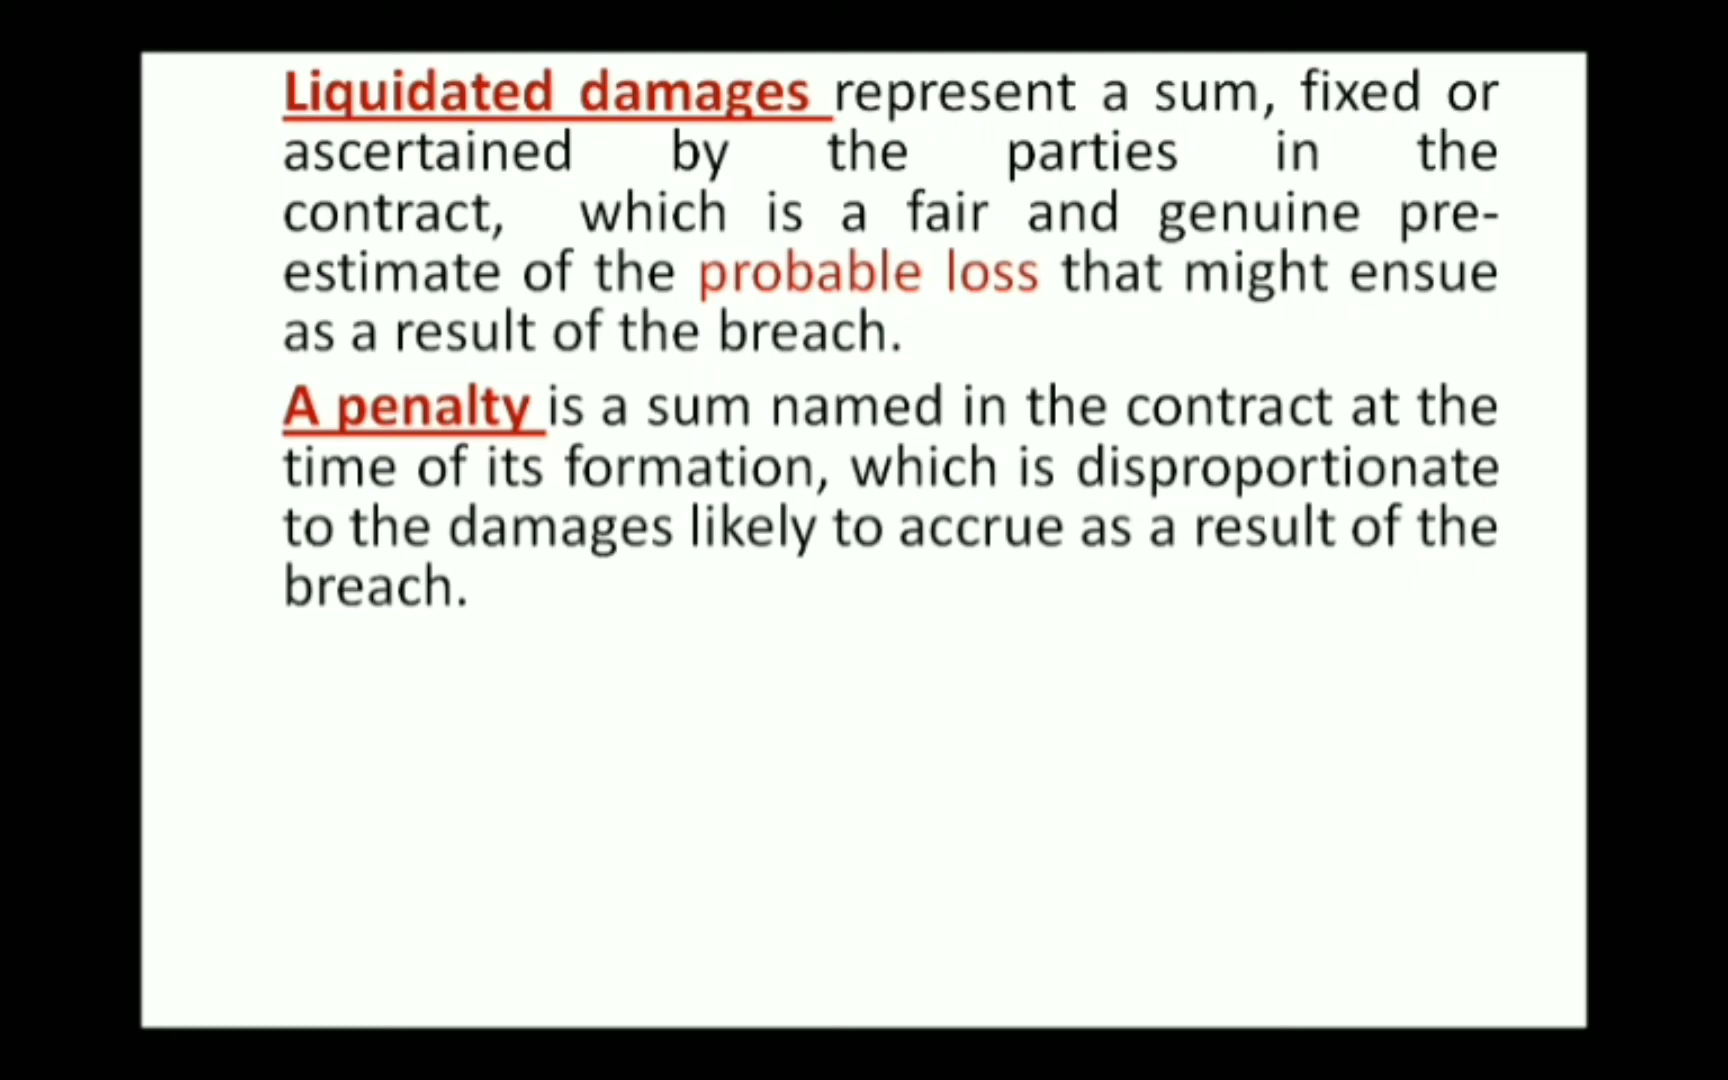 Liquidated damages represent a sum, fixed or
ascertained by the parties in the
contract, which is a fair and genuine pre-
estimate of the probable loss that might ensue
as a result of the breach.
A penalty is a sum named in the contract at the
time of its formation, which is disproportionate
to the damages likely to accrue as a result of the
breach.